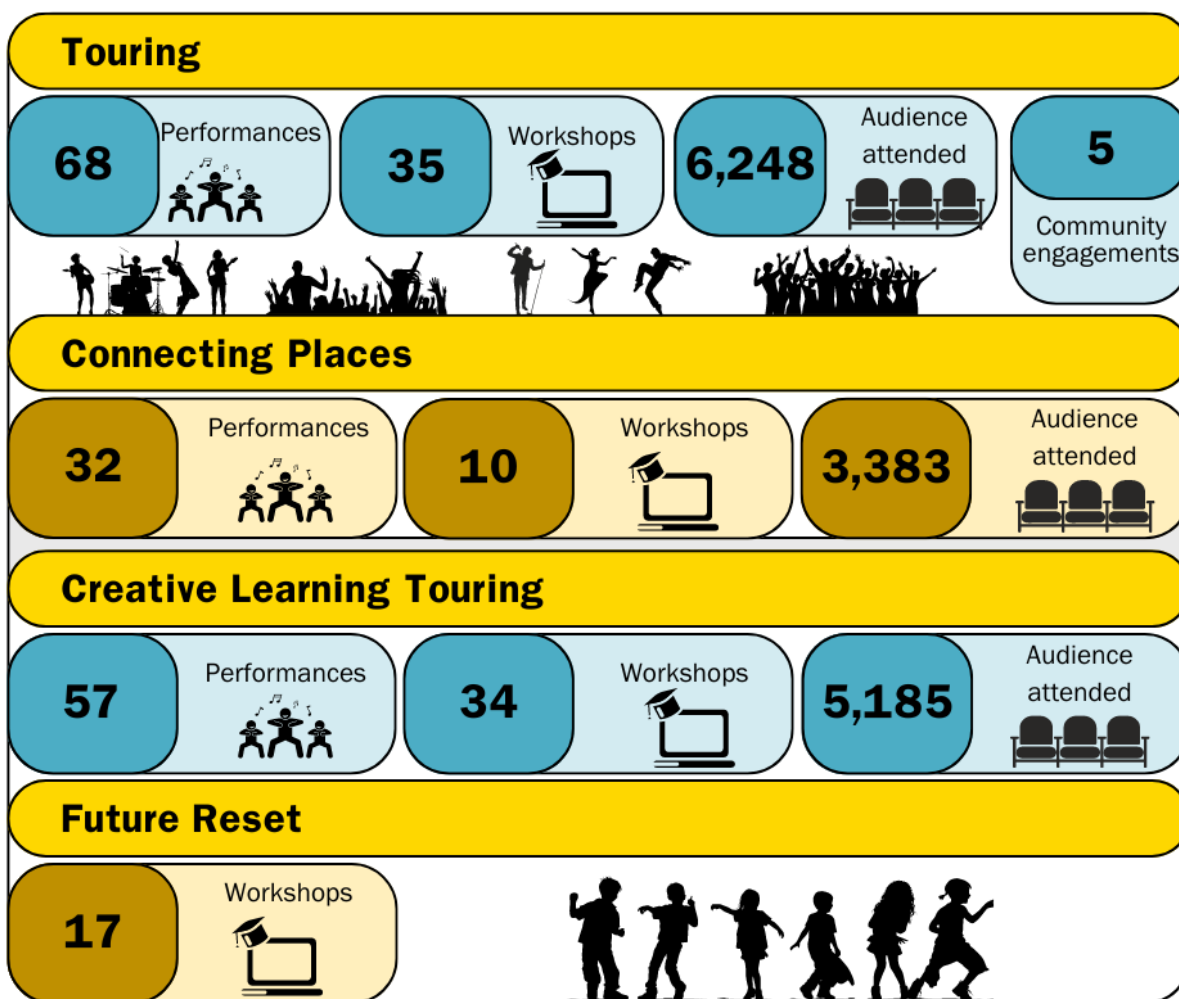 Touring
68
Performances
35
Workshops
6,248
Audience
attended
5
Community
engagements
Connecting Places
32
Performances
10
Workshops
3,383
Audience
attended
Creative Learning Touring
57
Performances
34
Workshops
5,185
Audience
attended
Future Reset
17
Workshops